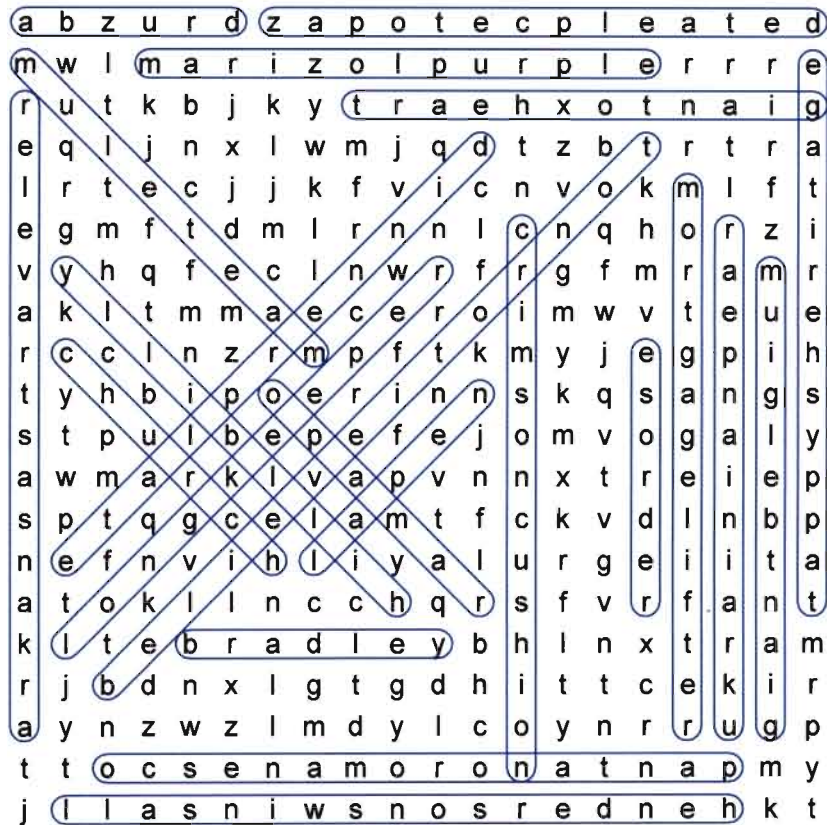 a b z u r d z a p o t e c p l e a t e d
m w l m a r i z o l p u r p l e r r r e
r u t k b j k y t r a e h x o t n a i g
e q l j n x l w m j q d t z b t r t r a
l r t e c j j k f v i c n v o k m l f t
e g m f t d m l r n n l c n q h o r z i
v y h q f e c l n w r f r g f m r a m r
a k l t m m a e c e r o i m w v t e u e
r c c l n z r m p f t k m y j e g p i h
t y h b i p o e r i n n s k q s a n g s
s t p u l b e p e f e j o m v o g a l y
a w m a r k l v a p v n n x t r e i e p
s p t q g c e l a m t f c k v d l n b p
n e f n v i h l i y a l u r g e i i t a
a t o k l l n c c h q r s f v r f a n t
k l t e b r a d l e y b h l n x t r a m
r j b d n x l g t g d h i t t c e k i r
a y n z w z l m d y l c o y n r r u g p
t t o c s e n a m o r o n a t n a p m y
j l l a s n i w s n o s r e d n e h k t